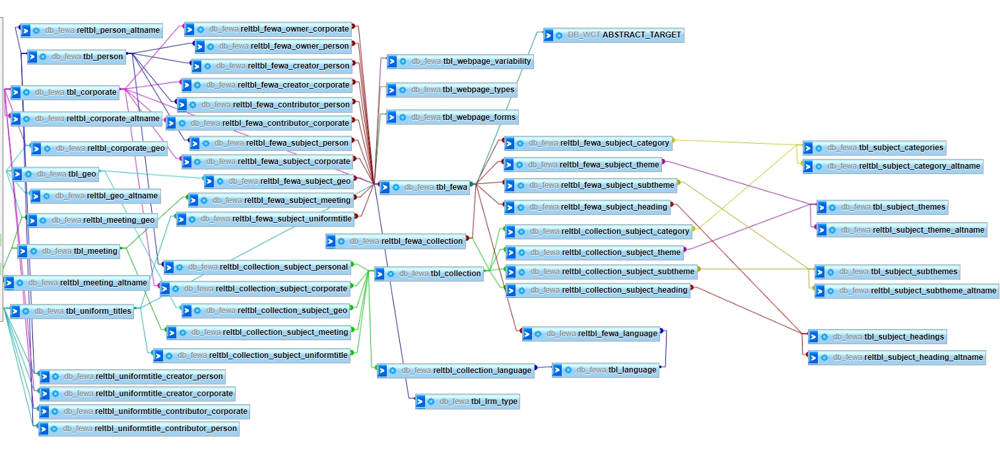 db_fewa reltbl_person_altname
db_fewa tbl_person
db_fewa tbl_corporate
db_fewa reltbl_corporate_altname
db_fewa reltbl_corporate_geo
db_fewa tbl_geo
db_fewa reltbl_geo_altname
db_fewa reltbl_meeting_geo
db_fewa tbl_meeting
db_fewa reltbl_meeting_altname
db_fewa tbl_uniform_titles
db_fewa reltbl_uniformtitle_creator_person
db_fewa reltbl_uniformtitle_creator_corporate
db_fewa reltbl_uniformtitle_contributor_corporate
db_fewa reltbl_uniformtitle_contributor_person
db_fewa reltbl_fewa_owner_corporate
db_fewa reltbl_fewa_owner_person
db_fewa reltbl_fewa_creator_person
db_fewa reltbl_fewa_creator_corporate
db_fewa reltbl_fewa_contributor_person
db_fewa reltbl_fewa_contributor_corporate
db_fewa reltbl_fewa_subject_person
db_fewa reltbl_fewa_subject_corporate
db_fewa reltbl_fewa_subject_geo
db_fewa reltbl_fewa_subject_meeting
db_fewa reltbl_fewa_subject_uniformtitle
db_fewa reltbl_fewa_collection
db_fewa reltbl_collection_subject_personal
db_fewa reltbl_collection_subject_corporate
db_fewa reltbl_collection_subject_geo
db_fewa reltbl_collection_subject_meeting
db_fewa reltbl_collection_subject_uniformtitle
db_fewa tbl_webpage_variability
db_fewa tbl_webpage_types
db_fewa tbl_webpage_forms
db_fewa tbl_fewa
db_fewa tbl_collection
db_fewa reltbl_collection_language
db_fewa tbl_lrm_type
DB_WCT ABSTRACT_TARGET
db_fewa reltbl_fewa_subject_category
db_fewa reltbl_fewa_subject_theme
db_fewa reltbl_fewa_subject_subtheme
db_fewa reltbl_fewa_subject_heading
db_fewa reltbl_collection_subject_category
db_fewa reltbl_collection_subject_theme
db_fewa reltbl_collection_subject_subtheme
db_fewa reltbl_collection_subject_heading
db_fewa reltbl_fewa_language
db_fewa tbl_language
db_fewa tbl_subject_categories
db_fewa reltbl_subject_category_altname
db_fewa tbl_subject_themes
db_fewa reltbl_subject_theme_altname
db_fewa tbl_subject_subthemes
db_fewa reltbl_subject_subtheme_altname
db_fewa tbl_subject_headings
db_fewa reltbl_subject_heading_altname